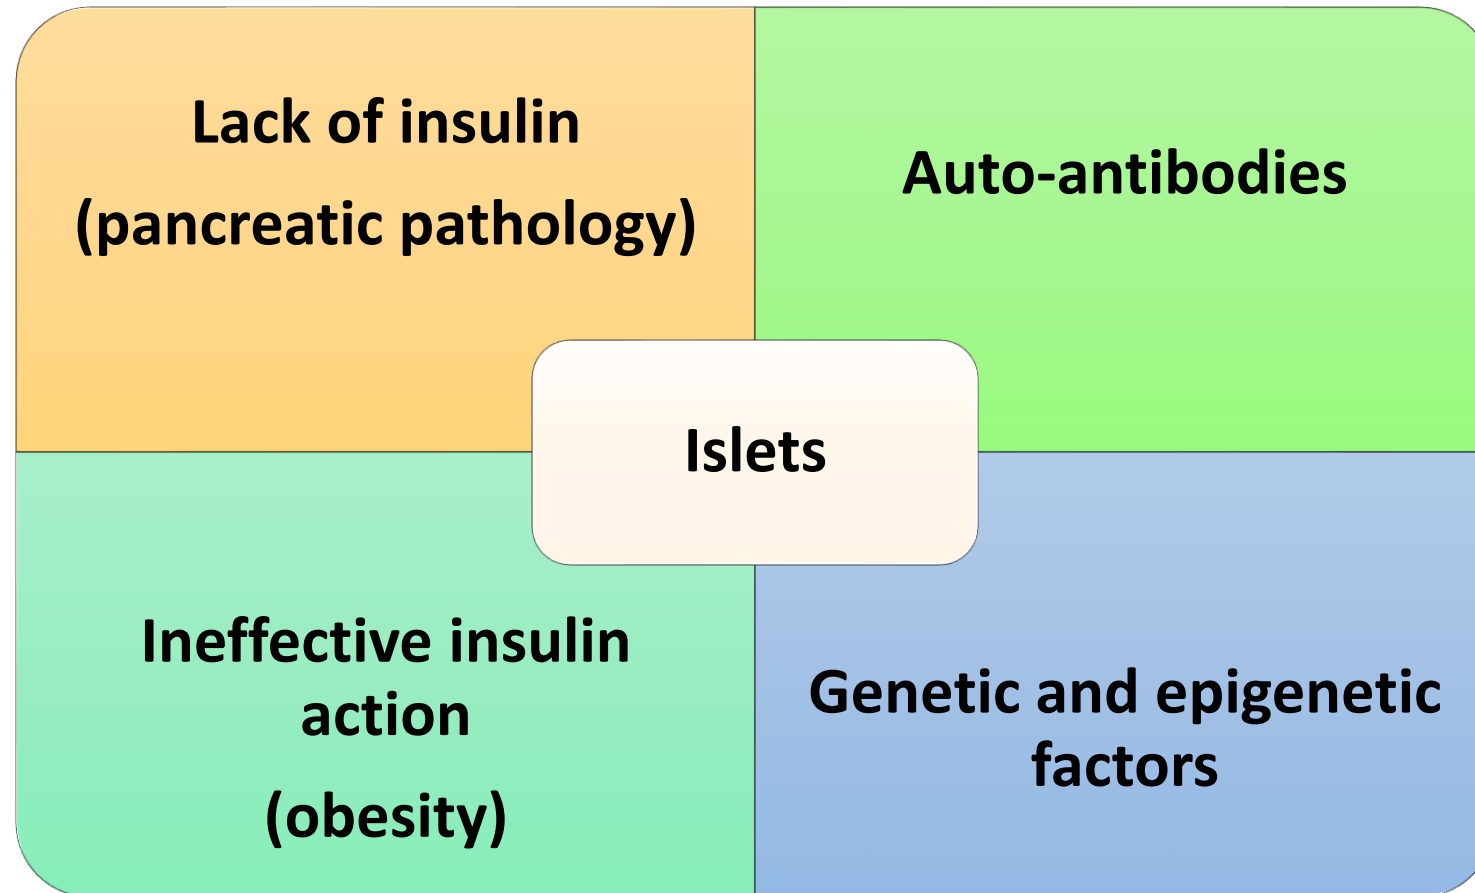 Lack of insulin
(pancreatic pathology)
Auto-antibodies
Islets
Ineffective insulin
action
(obesity)
Genetic and epigenetic
factors